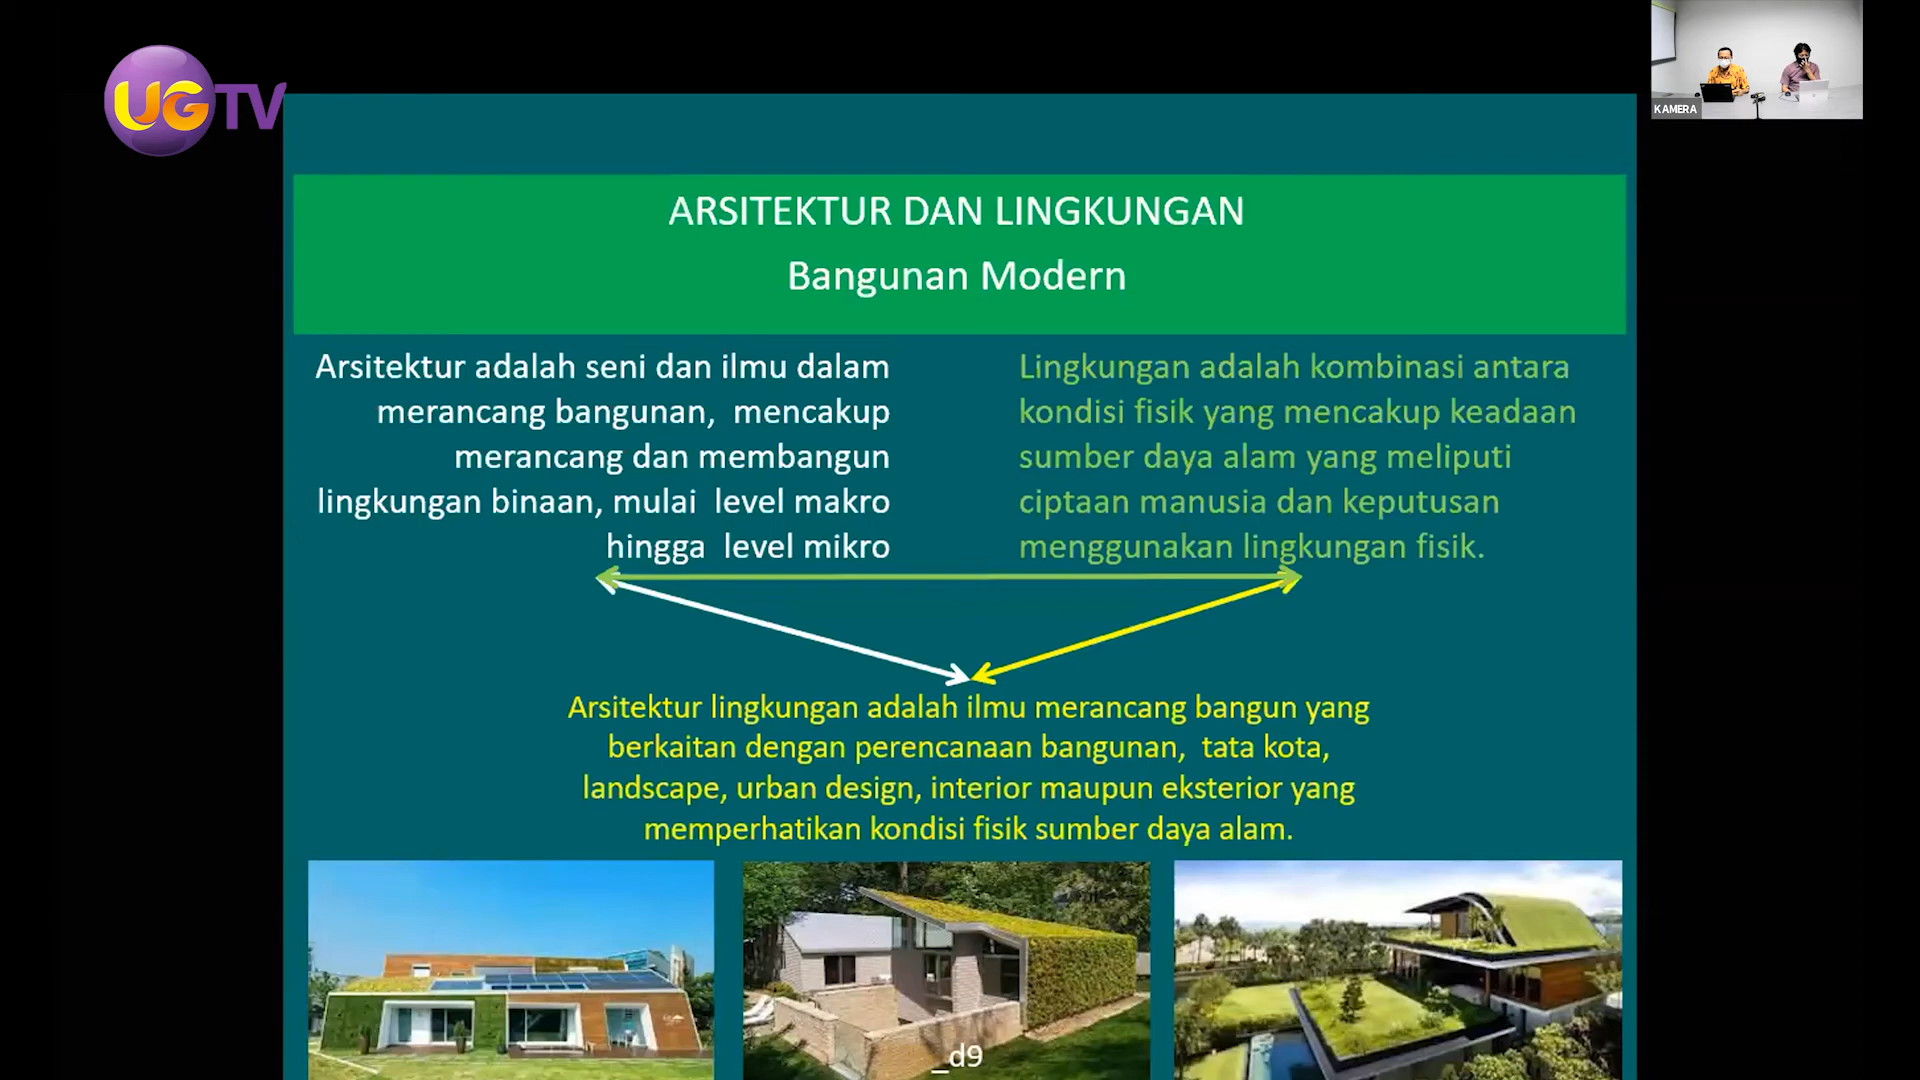 UGTV
KAMERA
ARSITEKTUR DAN LINGKUNGAN
Bangunan Modern
Arsitektur adalah seni dan ilmu dalam
merancang bangunan, mencakup
merancang dan membangun
lingkungan binaan, mulai level makro
hingga level mikro
Lingkungan adalah kombinasi antara
kondisi fisik yang mencakup keadaan
sumber daya alam yang meliputi
ciptaan manusia dan keputusan
menggunakan lingkungan fisik.
Arsitektur lingkungan adalah ilmu merancang bangun yang
berkaitan dengan perencanaan bangunan, tata kota,
landscape, urban design, interior maupun eksterior yang
memperhatikan kondisi fisik sumber daya alam.
_d9